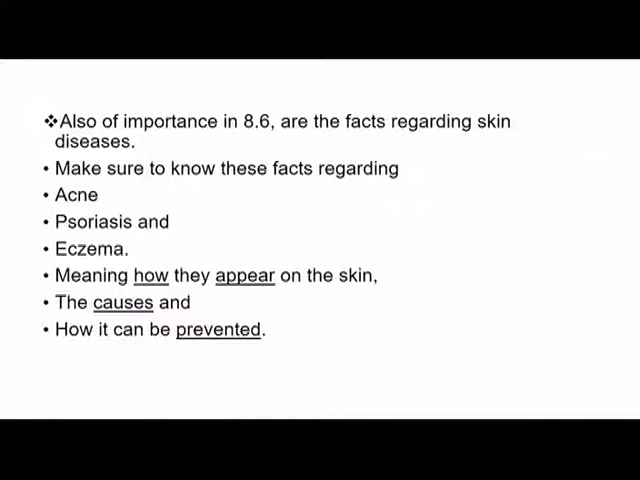 ❖Also of importance in 8.6, are the facts regarding skin
diseases.
• Make sure to know these facts regarding
• Acne
• Psoriasis and
• Eczema.
• Meaning how they appear on the skin,
• The causes and
• How it can be prevented.